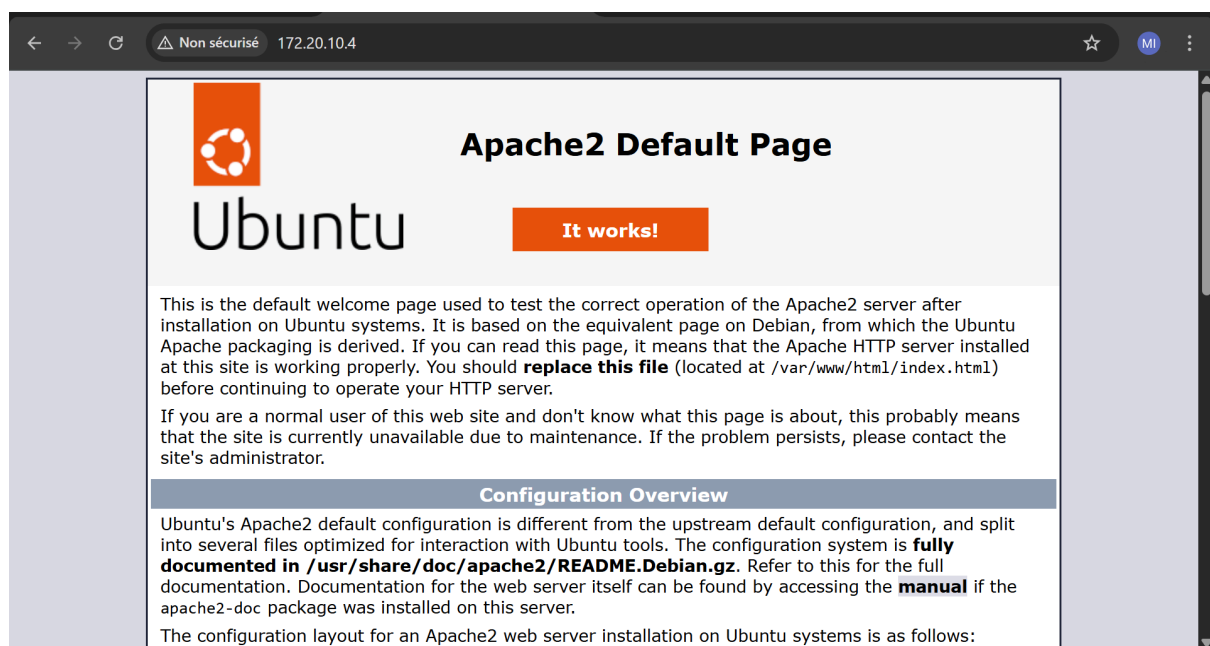 Non sécurisé 172.20.10.4
MI
Apache2 Default Page
Ubuntu
It works!
This is the default welcome page used to test the correct operation of the Apache2 server after
installation on Ubuntu systems. It is based on the equivalent page on Debian, from which the Ubuntu
Apache packaging is derived. If you can read this page, it means that the Apache HTTP server installed
at this site is working properly. You should replace this file (located at /var/www/html/index.html)
before continuing to operate your HTTP server.
If you are a normal user of this web site and don't know what this page is about, this probably means
that the site is currently unavailable due to maintenance. If the problem persists, please contact the
site's administrator.
Configuration Overview
Ubuntu's Apache2 default configuration is different from the upstream default configuration, and split
into several files optimized for interaction with Ubuntu tools. The configuration system is fully
documented in /usr/share/doc/apache2/README.Debian.gz. Refer to this for the full
documentation. Documentation for the web server itself can be found by accessing the manual if the
apache2-doc package was installed on this server.
The configuration layout for an Apache2 web server installation on Ubuntu systems is as follows: